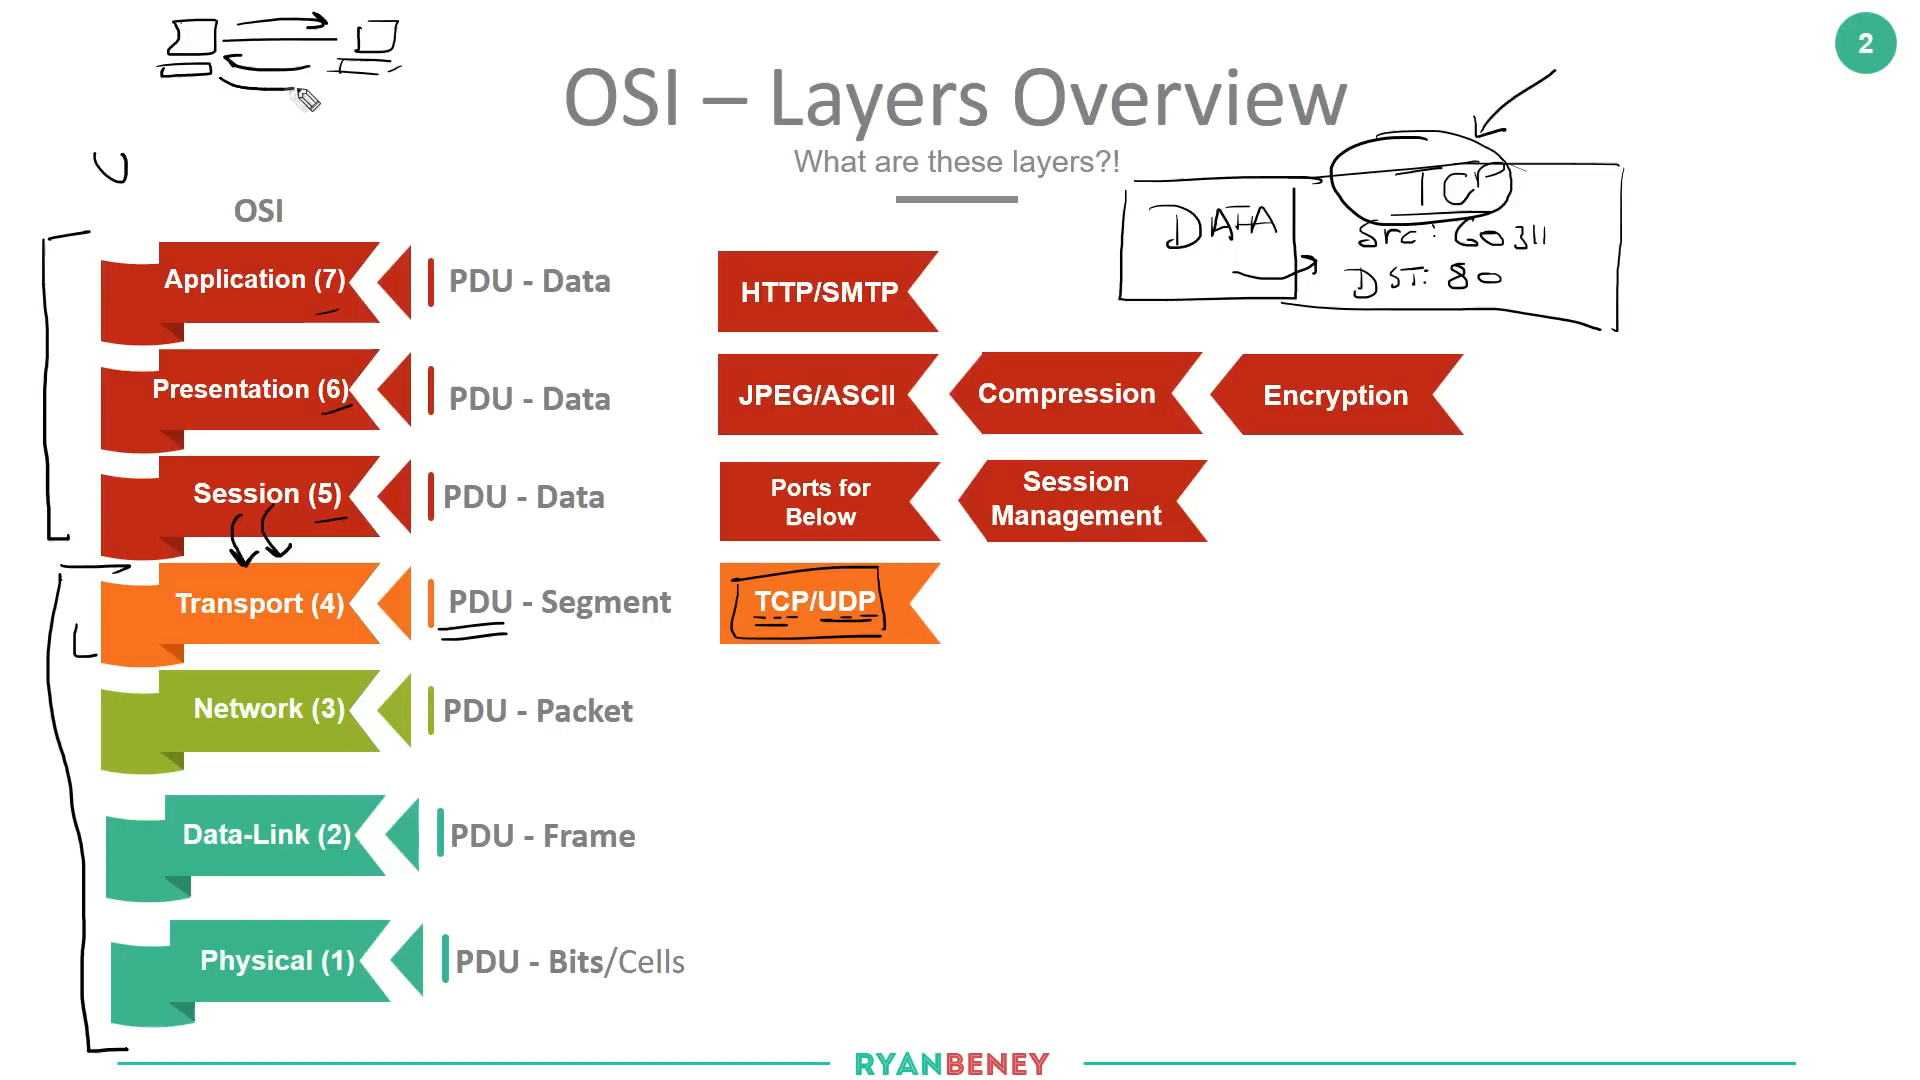 2
OSI – Layers Overview
What are these layers?!
TCP
DATA
Src: 60311
DST: 80
OSI
Application (7)
PDU - Data
HTTP/SMTP
Presentation (6)
PDU - Data
JPEG/ASCII
Compression
Encryption
Session (5)
PDU - Data
Ports for
Below
Session
Management
Transport (4)
PDU - Segment
TCP/UDP
Network (3)
PDU - Packet
Data-Link (2)
PDU - Frame
Physical (1)
PDU - Bits/Cells
RYANBENEY